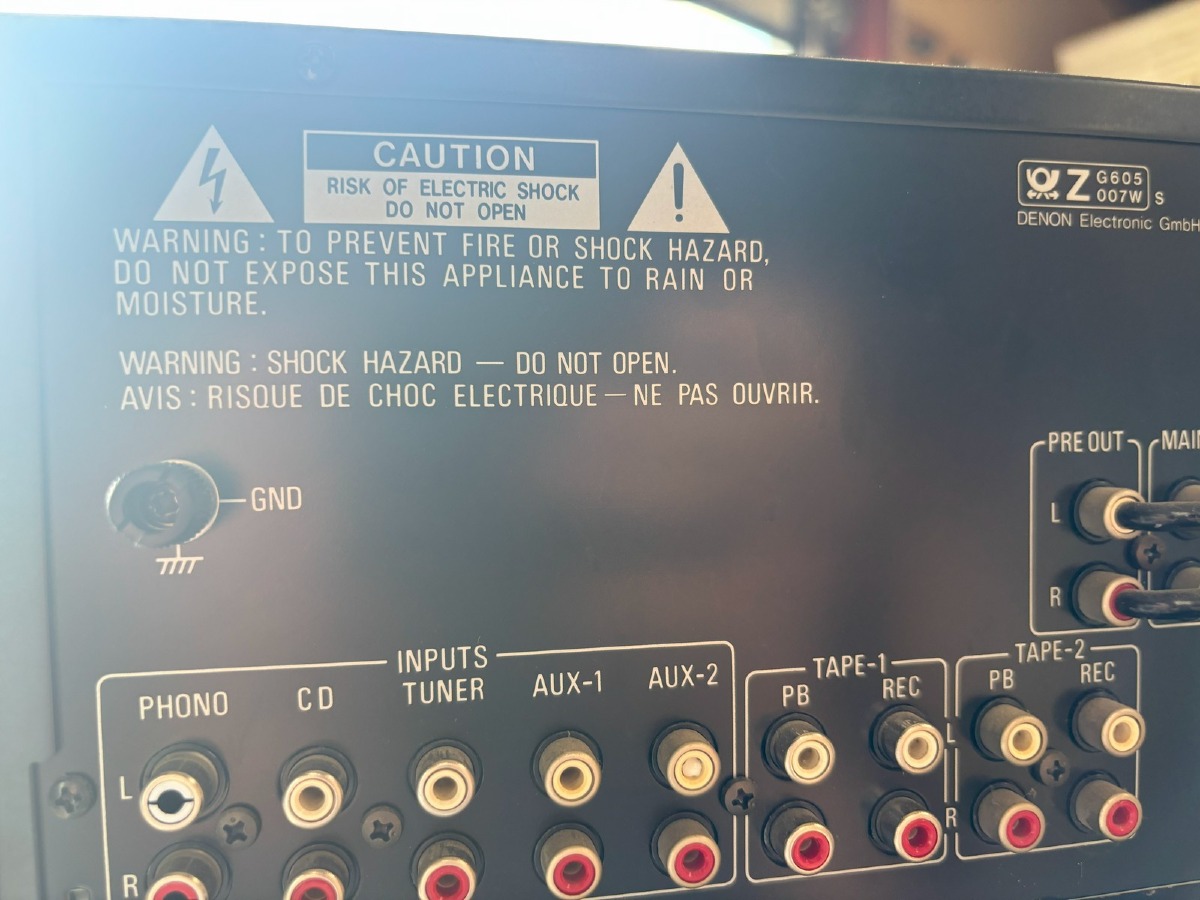 CAUTION
RISK OF ELECTRIC SHOCK
DO NOT OPEN
Z G605
007W S
DENON Electronic GmbH
WARNING : TO PREVENT FIRE OR SHOCK HAZARD,
DO NOT EXPOSE THIS APPLIANCE TO RAIN OR
MOISTURE.
WARNING : SHOCK HAZARD — DO NOT OPEN.
AVIS : RISQUE DE CHOC ELECTRIQUE — NE PAS OUVRIR.
GND
PRE OUT
L
R
INPUTS
PHONO CD TUNER AUX-1 AUX-2
L
R
TAPE-1
PB REC
TAPE-2
PB REC
L
R